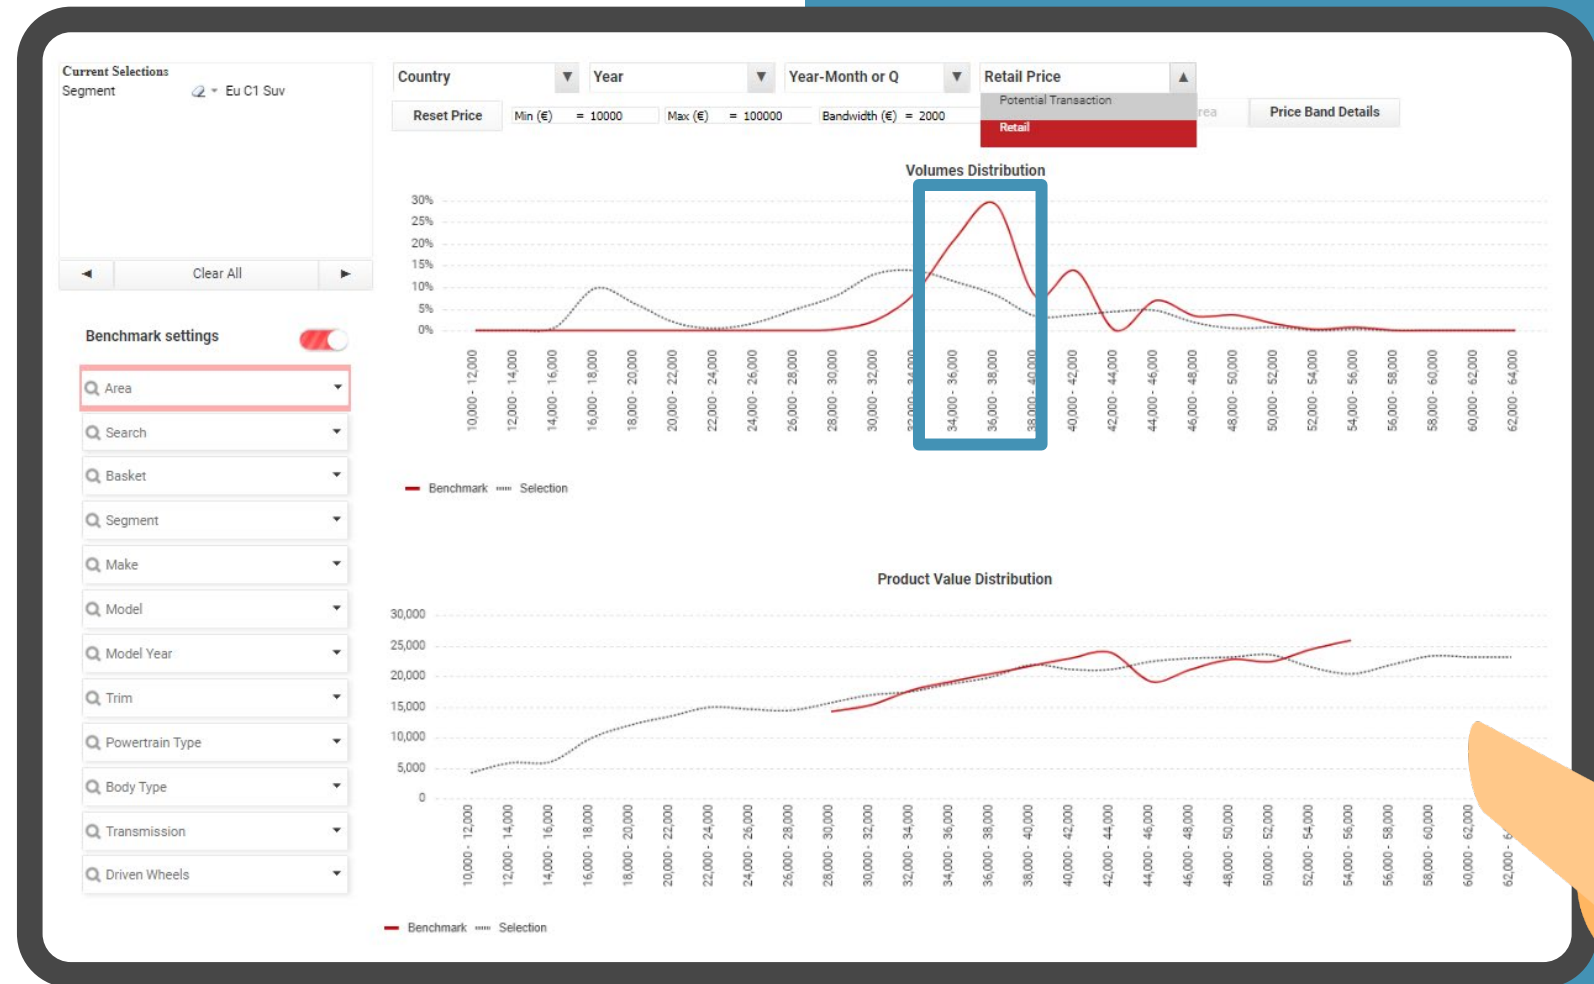 Current Selections
Segment Eu C1 Suv
Clear All
Country Year Year-Month or Q Retail Price
Potential Transaction
Retail
Reset Price Min (€) = 10000 Max (€) = 100000 Bandwidth (€) = 2000 Price Band Details
Benchmark settings
Area
Search
Basket
Segment
Make
Model
Model Year
Trim
Powertrain Type
Body Type
Transmission
Driven Wheels
Volumes Distribution
30%
25%
20%
15%
10%
5%
0%
10,000 - 12,000
12,000 - 14,000
14,000 - 16,000
16,000 - 18,000
18,000 - 20,000
20,000 - 22,000
22,000 - 24,000
24,000 - 26,000
26,000 - 28,000
28,000 - 30,000
30,000 - 32,000
32,000 - 34,000
34,000 - 36,000
36,000 - 38,000
38,000 - 40,000
40,000 - 42,000
42,000 - 44,000
44,000 - 46,000
46,000 - 48,000
48,000 - 50,000
50,000 - 52,000
52,000 - 54,000
54,000 - 56,000
56,000 - 58,000
58,000 - 60,000
60,000 - 62,000
62,000 - 64,000
Benchmark Selection
Product Value Distribution
30,000
25,000
20,000
15,000
10,000
5,000
0
10,000 - 12,000
12,000 - 14,000
14,000 - 16,000
16,000 - 18,000
18,000 - 20,000
20,000 - 22,000
22,000 - 24,000
24,000 - 26,000
26,000 - 28,000
28,000 - 30,000
30,000 - 32,000
32,000 - 34,000
34,000 - 36,000
36,000 - 38,000
38,000 - 40,000
40,000 - 42,000
42,000 - 44,000
44,000 - 46,000
46,000 - 48,000
48,000 - 50,000
50,000 - 52,000
52,000 - 54,000
54,000 - 56,000
56,000 - 58,000
58,000 - 60,000
60,000 - 62,000
62,000 -
Benchmark Selection